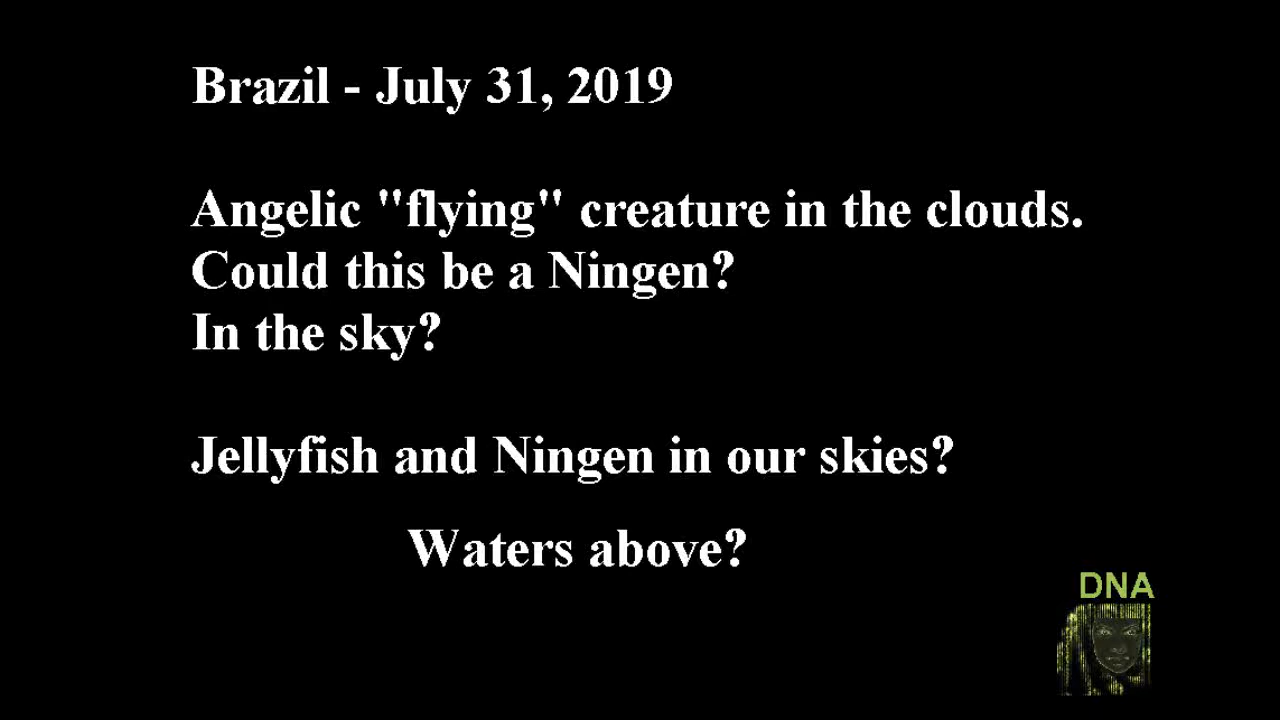 Brazil - July 31, 2019
Angelic "flying" creature in the clouds.
Could this be a Ningen?
In the sky?
Jellyfish and Ningen in our skies?
Waters above?
DNA